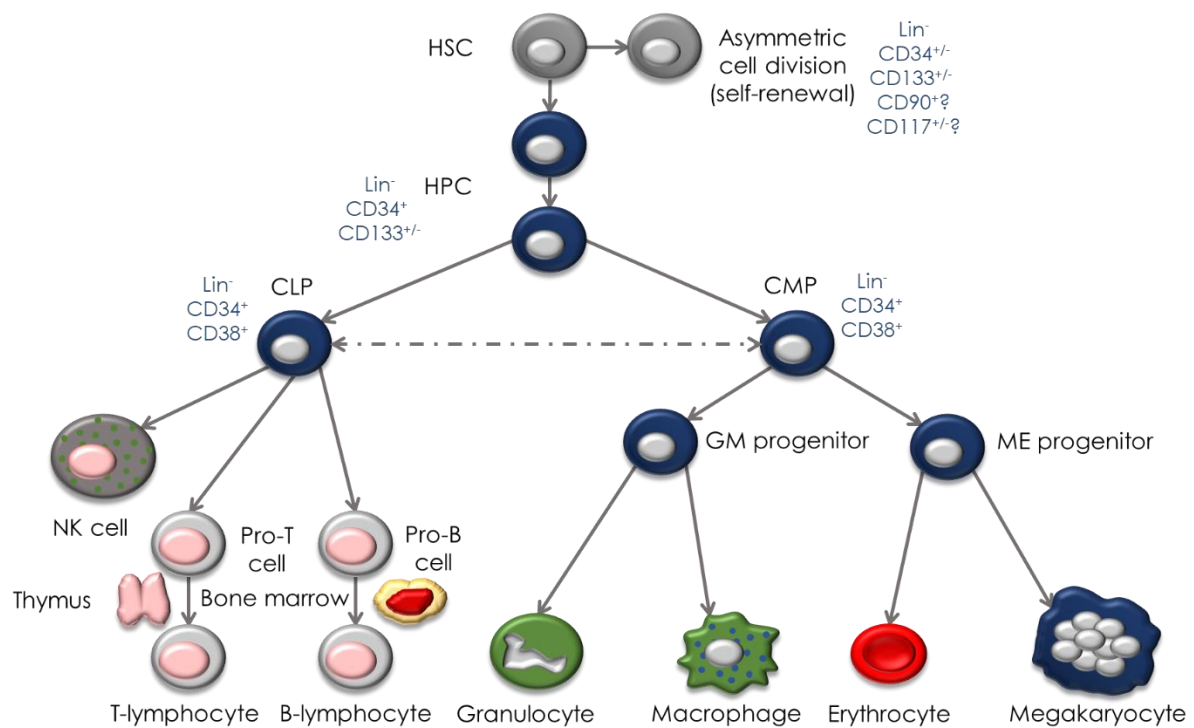 HSC
Asymmetric
cell division
(self-renewal)
Lin⁻
CD34⁺/⁻
CD133⁺/⁻
CD90⁺?
CD117⁺/⁻?
Lin⁻
CD34⁺
CD133⁺/⁻
HPC
Lin⁻
CD34⁺
CD38⁺
CLP
CMP
Lin⁻
CD34⁺
CD38⁺
GM progenitor
ME progenitor
NK cell
Pro-T
cell
Pro-B
cell
Thymus
Bone marrow
T-lymphocyte
B-lymphocyte
Granulocyte
Macrophage
Erythrocyte
Megakaryocyte